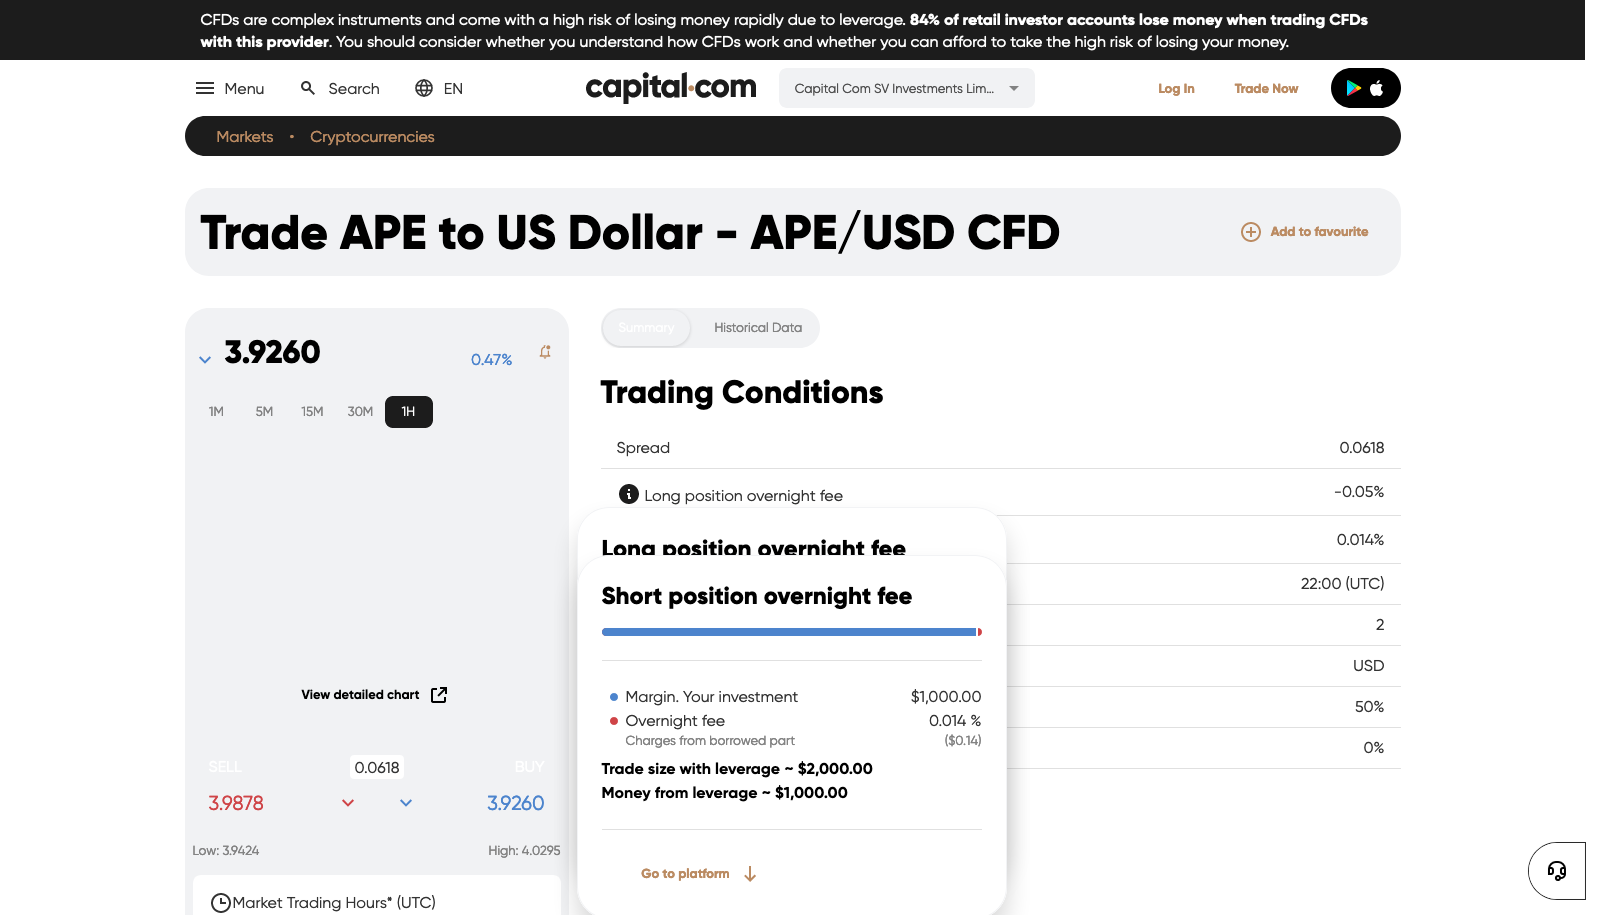 CFDs are complex instruments and come with a high risk of losing money rapidly due to leverage. 84% of retail investor accounts lose money when trading CFDs
with this provider. You should consider whether you understand how CFDs work and whether you can afford to take the high risk of losing your money.
Menu Search EN capital.com Capital Com SV Investments Lim... Log In Trade Now
Markets • Cryptocurrencies
Trade APE to US Dollar - APE/USD CFD
Add to favourite
3.9260 0.47%
1M 5M 15M 30M 1H
View detailed chart
SELL 0.0618 BUY
3.9878 3.9260
Low: 3.9424 High: 4.0295
Market Trading Hours* (UTC)
Summary Historical Data
Trading Conditions
Spread 0.0618
Long position overnight fee -0.05%
0.014%
22:00 (UTC)
2
USD
50%
0%
Long position overnight fee
Short position overnight fee
Margin. Your investment $1,000.00
Overnight fee 0.014 %
Charges from borrowed part ($0.14)
Trade size with leverage ~ $2,000.00
Money from leverage ~ $1,000.00
Go to platform